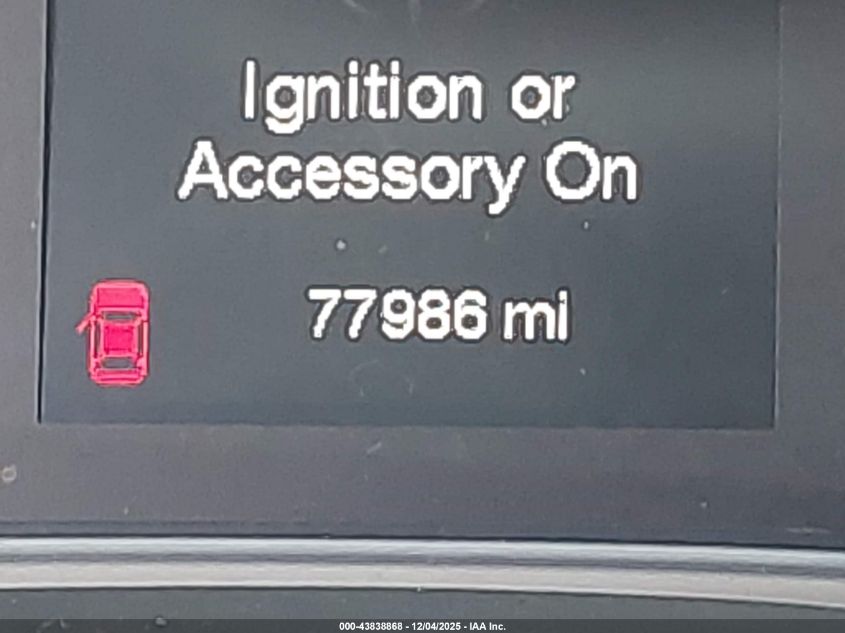 Ignition or
Accessory On
77986 mi
000-43838868 - 12/04/2025 - IAA Inc.